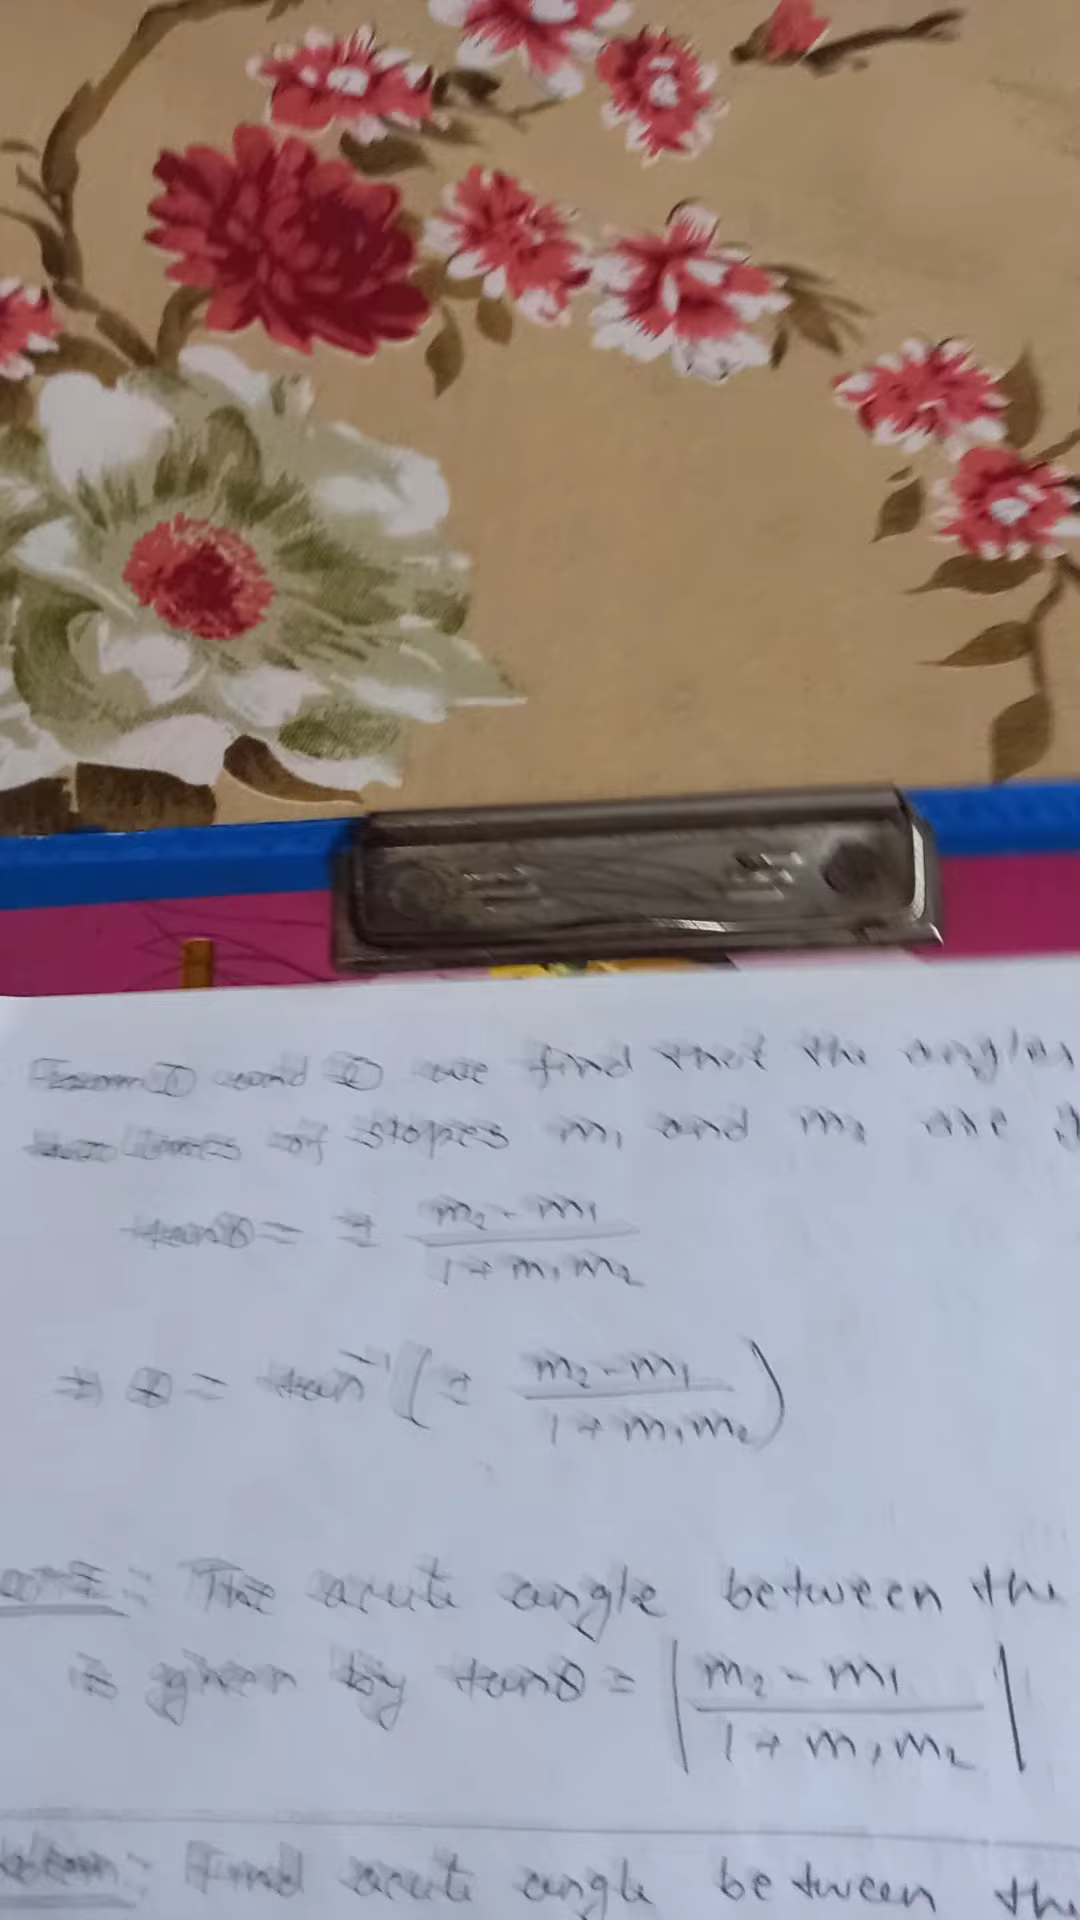 From ① and ② we find that the angles
two lines of slopes m₁ and m₂ are
tanθ = ± (m₂ - m₁)/(1 + m₁m₂)
⇒ θ = tan⁻¹(± (m₂ - m₁)/(1 + m₁m₂))
The acute angle between the
is given by tanθ = |(m₂ - m₁)/(1 + m₁m₂)|
Find acute angle between the